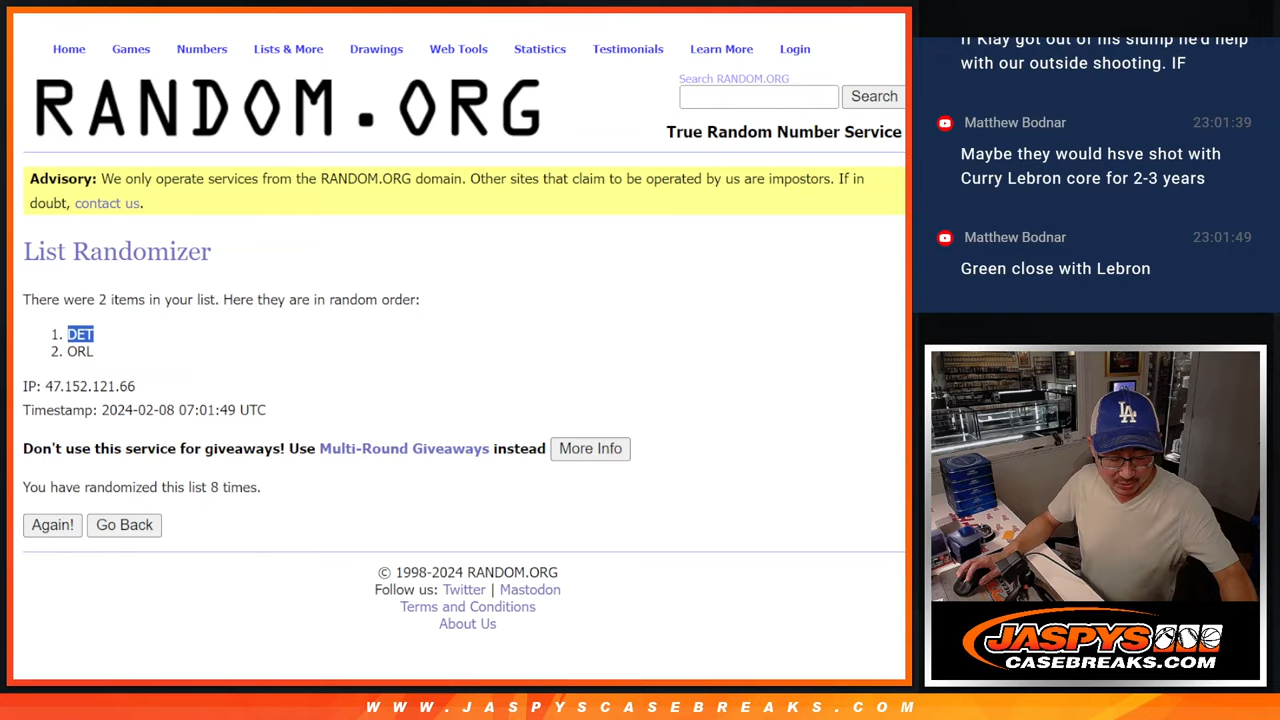 Home Games Numbers Lists & More Drawings Web Tools Statistics Testimonials Learn More Login
RANDOM.ORG
Search RANDOM.ORG
Search
True Random Number Service
Advisory: We only operate services from the RANDOM.ORG domain. Other sites that claim to be operated by us are impostors. If in
doubt, contact us.
List Randomizer
There were 2 items in your list. Here they are in random order:
1. DET
2. ORL
IP: 47.152.121.66
Timestamp: 2024-02-08 07:01:49 UTC
Don't use this service for giveaways! Use Multi-Round Giveaways instead More Info
You have randomized this list 8 times.
Again! Go Back
© 1998-2024 RANDOM.ORG
Follow us: Twitter | Mastodon
Terms and Conditions
About Us
If Klay got out of his slump he'd help
with our outside shooting. IF
Matthew Bodnar 23:01:39
Maybe they would hsve shot with
Curry Lebron core for 2-3 years
Matthew Bodnar 23:01:49
Green close with Lebron
LA
JASPYS
CASEBREAKS.COM
WWW.JASPYSCASEBREAKS.COM